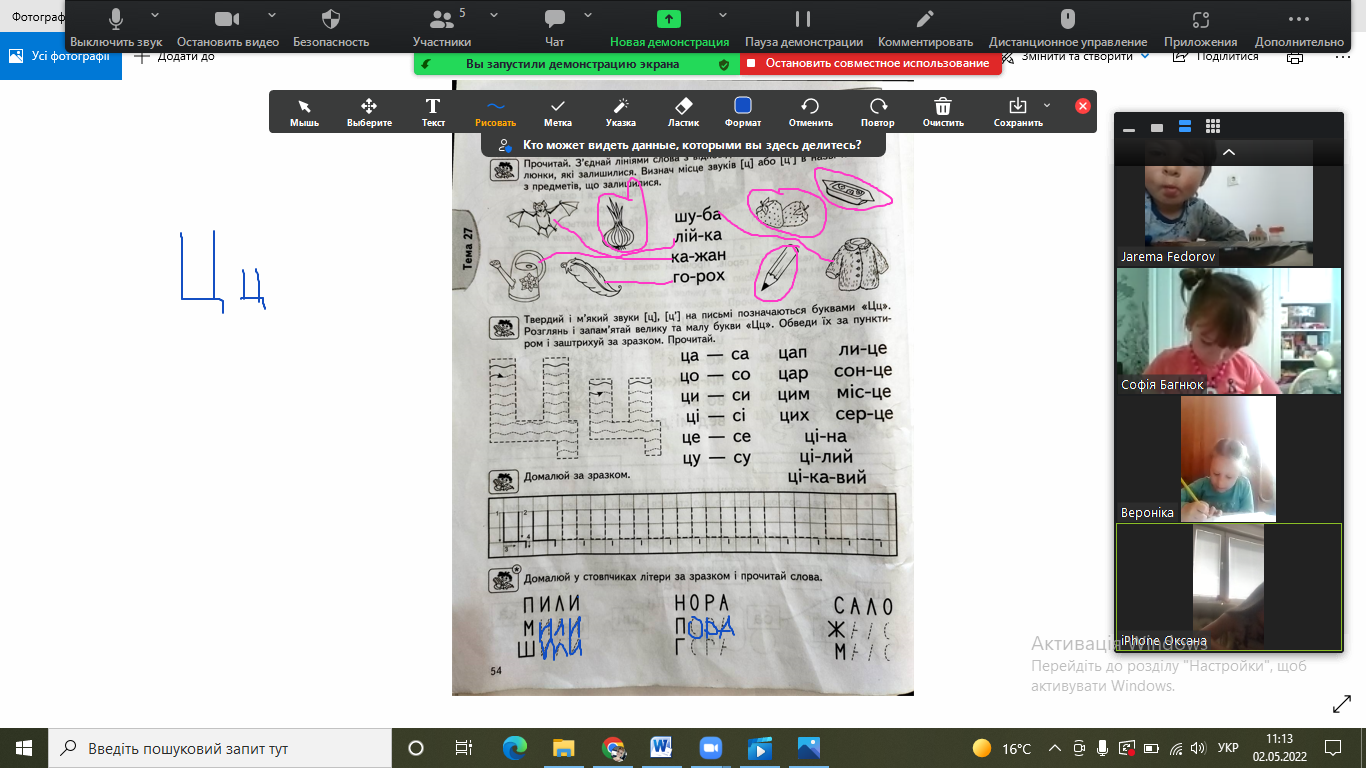 Фотограф
5
Выключить звук
Остановить видео
Безопасность
Участники
Чат
Новая демонстрация
Пауза демонстрации
Комментировать
Дистанционное управление
Приложения
Дополнительно
Усі фотографії
Додати до
Вы запустили демонстрацию экрана
Остановить совместное использование
Змінити та створити
Поділитися
Мышь
Выберите
Текст
Рисовать
Метка
Указка
Ластик
Формат
Отменить
Повтор
Очистить
Сохранить
Кто может видеть данные, которыми вы здесь делитесь?
Прочитай. З'єднай лініями слова з
люнки, які залишилися. Визнач місце звуків [ц] або [ц'] в
з предметів, що залишилися.
Тема 27
шу-ба
лій-ка
ка-жан
го-рох
Ц ц
Твердий і м'який звуки [ц], [ц'] на письмі позначаються буквами «Цц».
Розглянь і запам'ятай велику та малу букви «Цц». Обведи їх за пункти-
ром і заштрихуй за зразком. Прочитай.
Цц
ца — са цап ли-це
цо — со цар сон-це
ци — си цим міс-це
ці — сі цих сер-це
це — се ці-на
цу — су ці-лий
ці-ка-вий
Домалюй за зразком.
1 2
3 4
Домалюй у стовпчиках літери за зразком і прочитай слова.
ПИЛИ НОРА САЛО
МИЛИ ПОРА Ж
ШИЛИ Г М
54
Jarema Fedorov
Софія Багнюк
Вероніка
iPhone Оксана
Активація Windows
Перейдіть до розділу "Настройки", щоб
активувати Windows.
Введіть пошуковий запит тут
16°C
УКР
11:13
02.05.2022